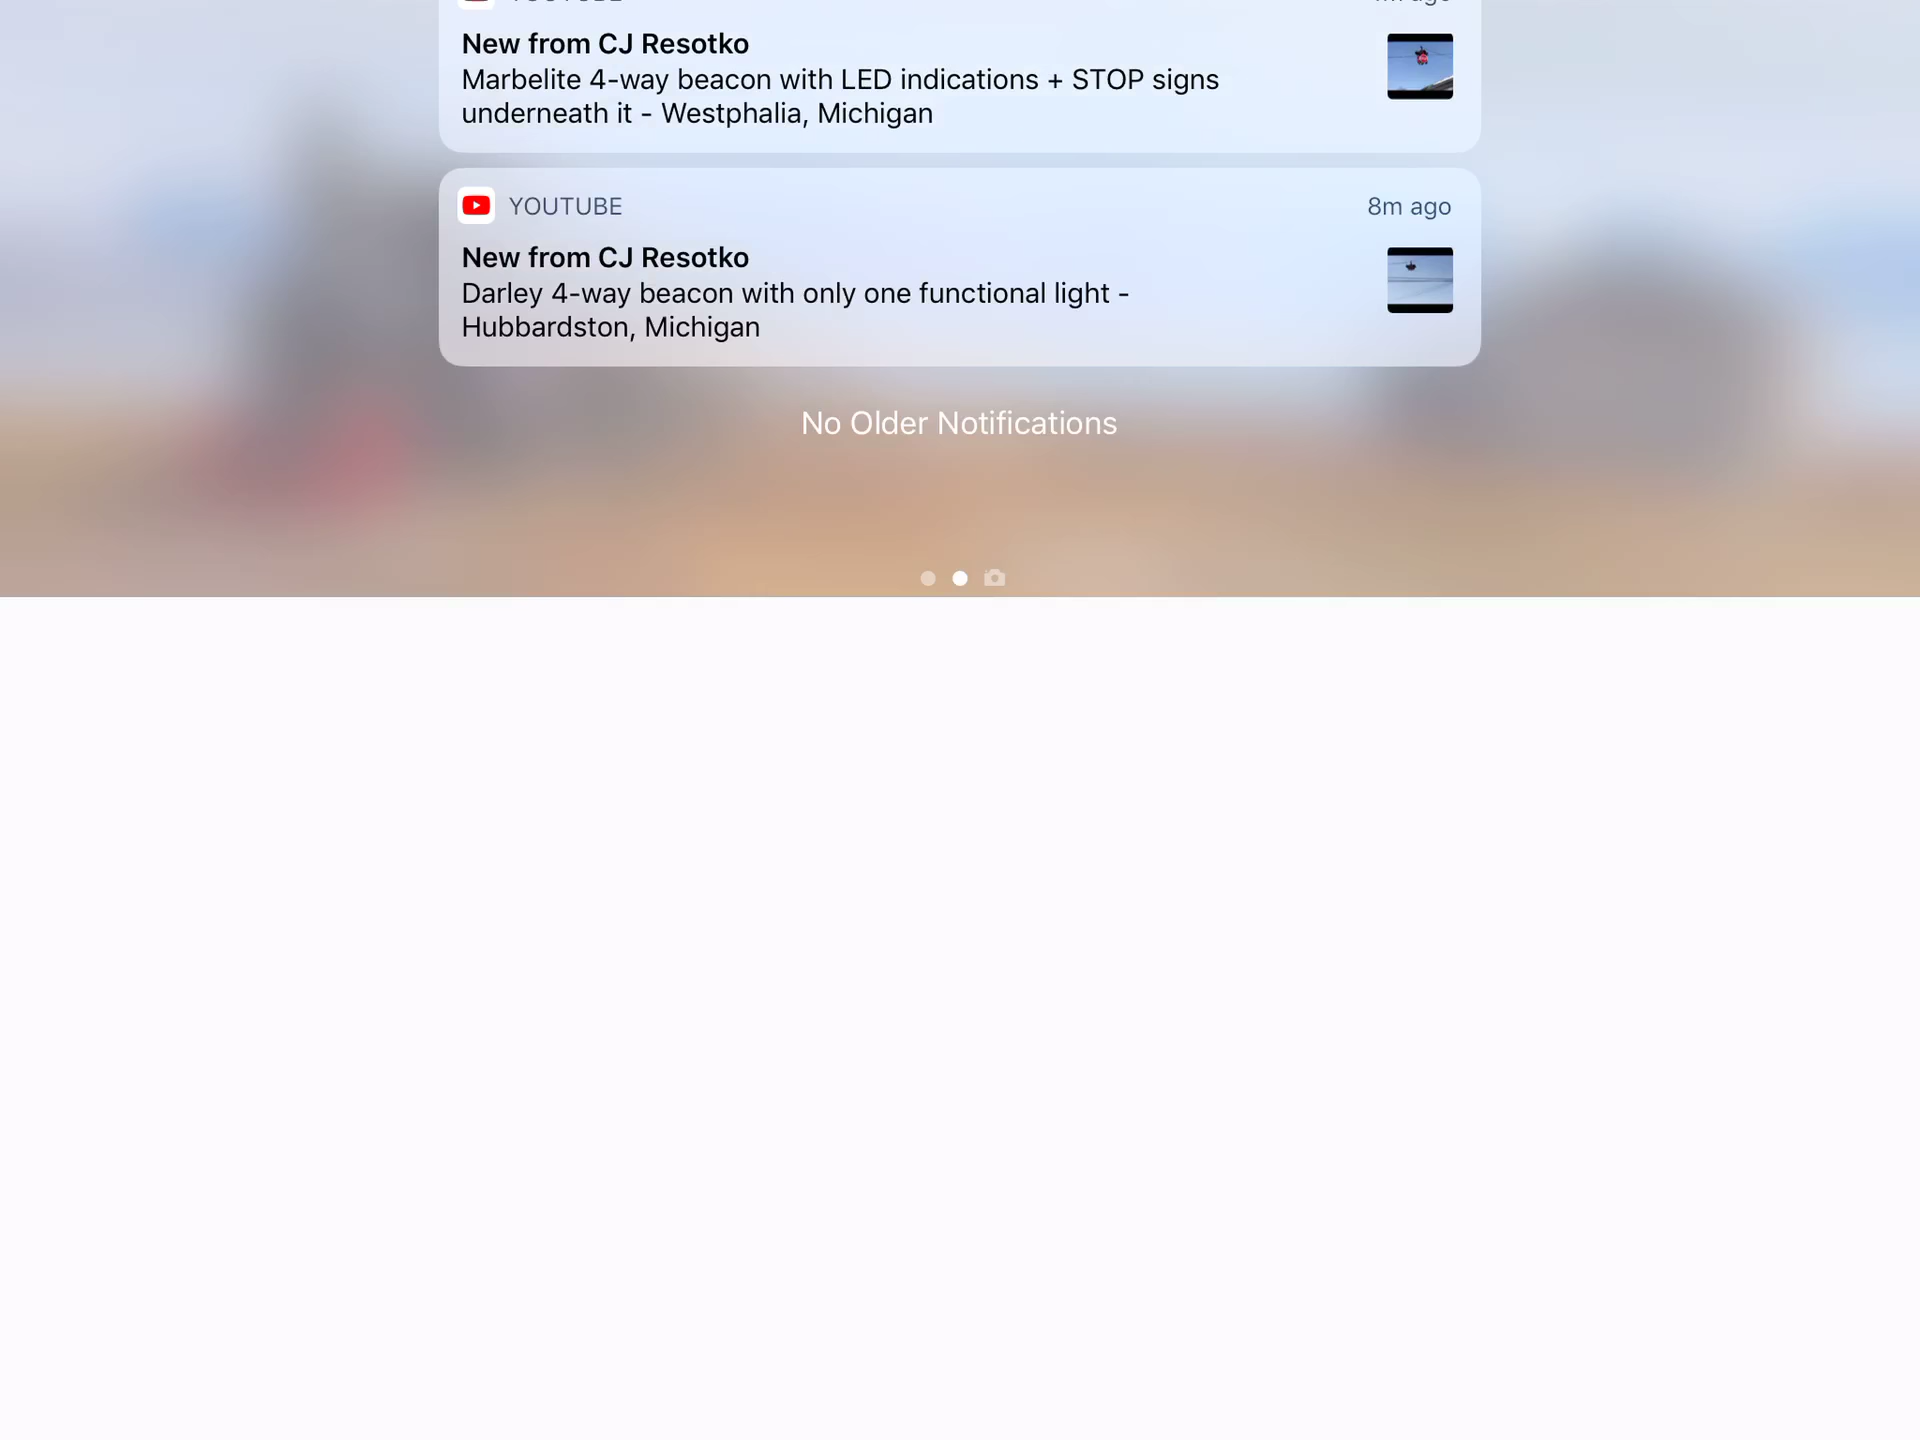 New from CJ Resotko
Marbelite 4-way beacon with LED indications + STOP signs
underneath it - Westphalia, Michigan
YOUTUBE
8m ago
New from CJ Resotko
Darley 4-way beacon with only one functional light -
Hubbardston, Michigan
No Older Notifications